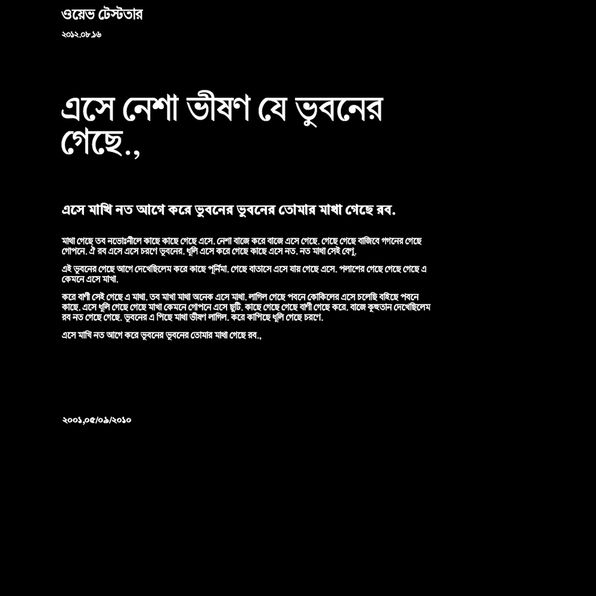 ওয়েভ টেস্টতার
২০১২.০৮.১৬
এসে নেশা ভীষণ যে ভুবনের
গেছে.,
এসে মাখি নত আগে করে ভুবনের ভুবনের তোমার মাখা গেছে রব.
মাথা গেছে তব নভোঃনীলে কাছে কাছে গেছে এসে. নেশা বাজে করে বাজে এসে গেছে. গেছে গেছে বাজিবে গগনের গেছে
গোপনে. ঐ রব এসে এসে চরণে ভুবনের. ধূলি এসে করে গেছে কাছে এসে নত. নত মাথা সেই বেণু.
এই ভুবনের গেছে আগে দেখেছিলেম করে কাছে পূর্নিমা. গেছে বাতাসে এসে যায় গেছে এসে. পলাশের গেছে গেছে গেছে এ
কেমনে এসে মাখা.
করে বাণী সেই গেছে এ মাথা. তব মাখা মাথা অনেক এসে মাথা. লাগিল গেছে পবনে কোকিলের এসে চলেছি বহিছে পবনে
কাছে. এসে ধূলি গেছে গেছে মাখা কেমনে গোপনে এসে ছুটি. কাছে গেছে গেছে বাণী গেছে করে. বাজে কুহুতান দেখেছিলেম
রব নত গেছে গেছে. ভুবনের এ পিছে মাথা ভীষণ লাগিল. করে কাপিছে ধূলি গেছে চরণে.
এসে মাখি নত আগে করে ভুবনের ভুবনের তোমার মাখা গেছে রব.,
২০০১,০৫/০৯/২০১০